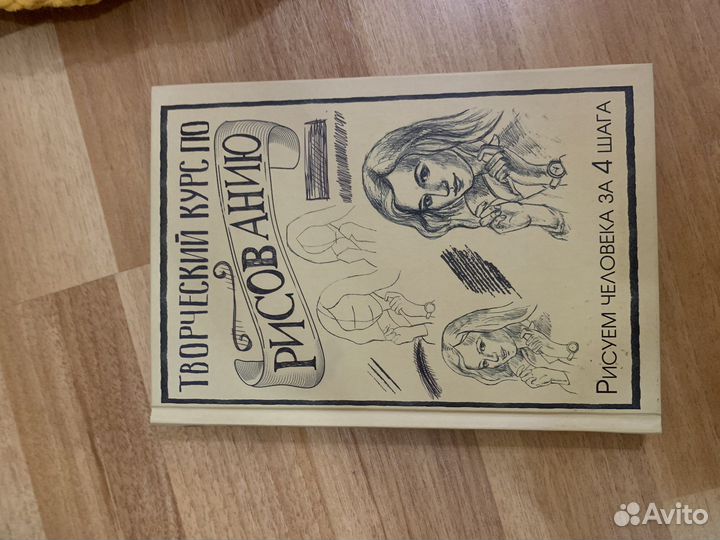 ТВОРЧЕСКИЙ КУРС ПО
РИСОВАНИЮ
РИСУЕМ ЧЕЛОВЕКА ЗА 4 ШАГА
Avito